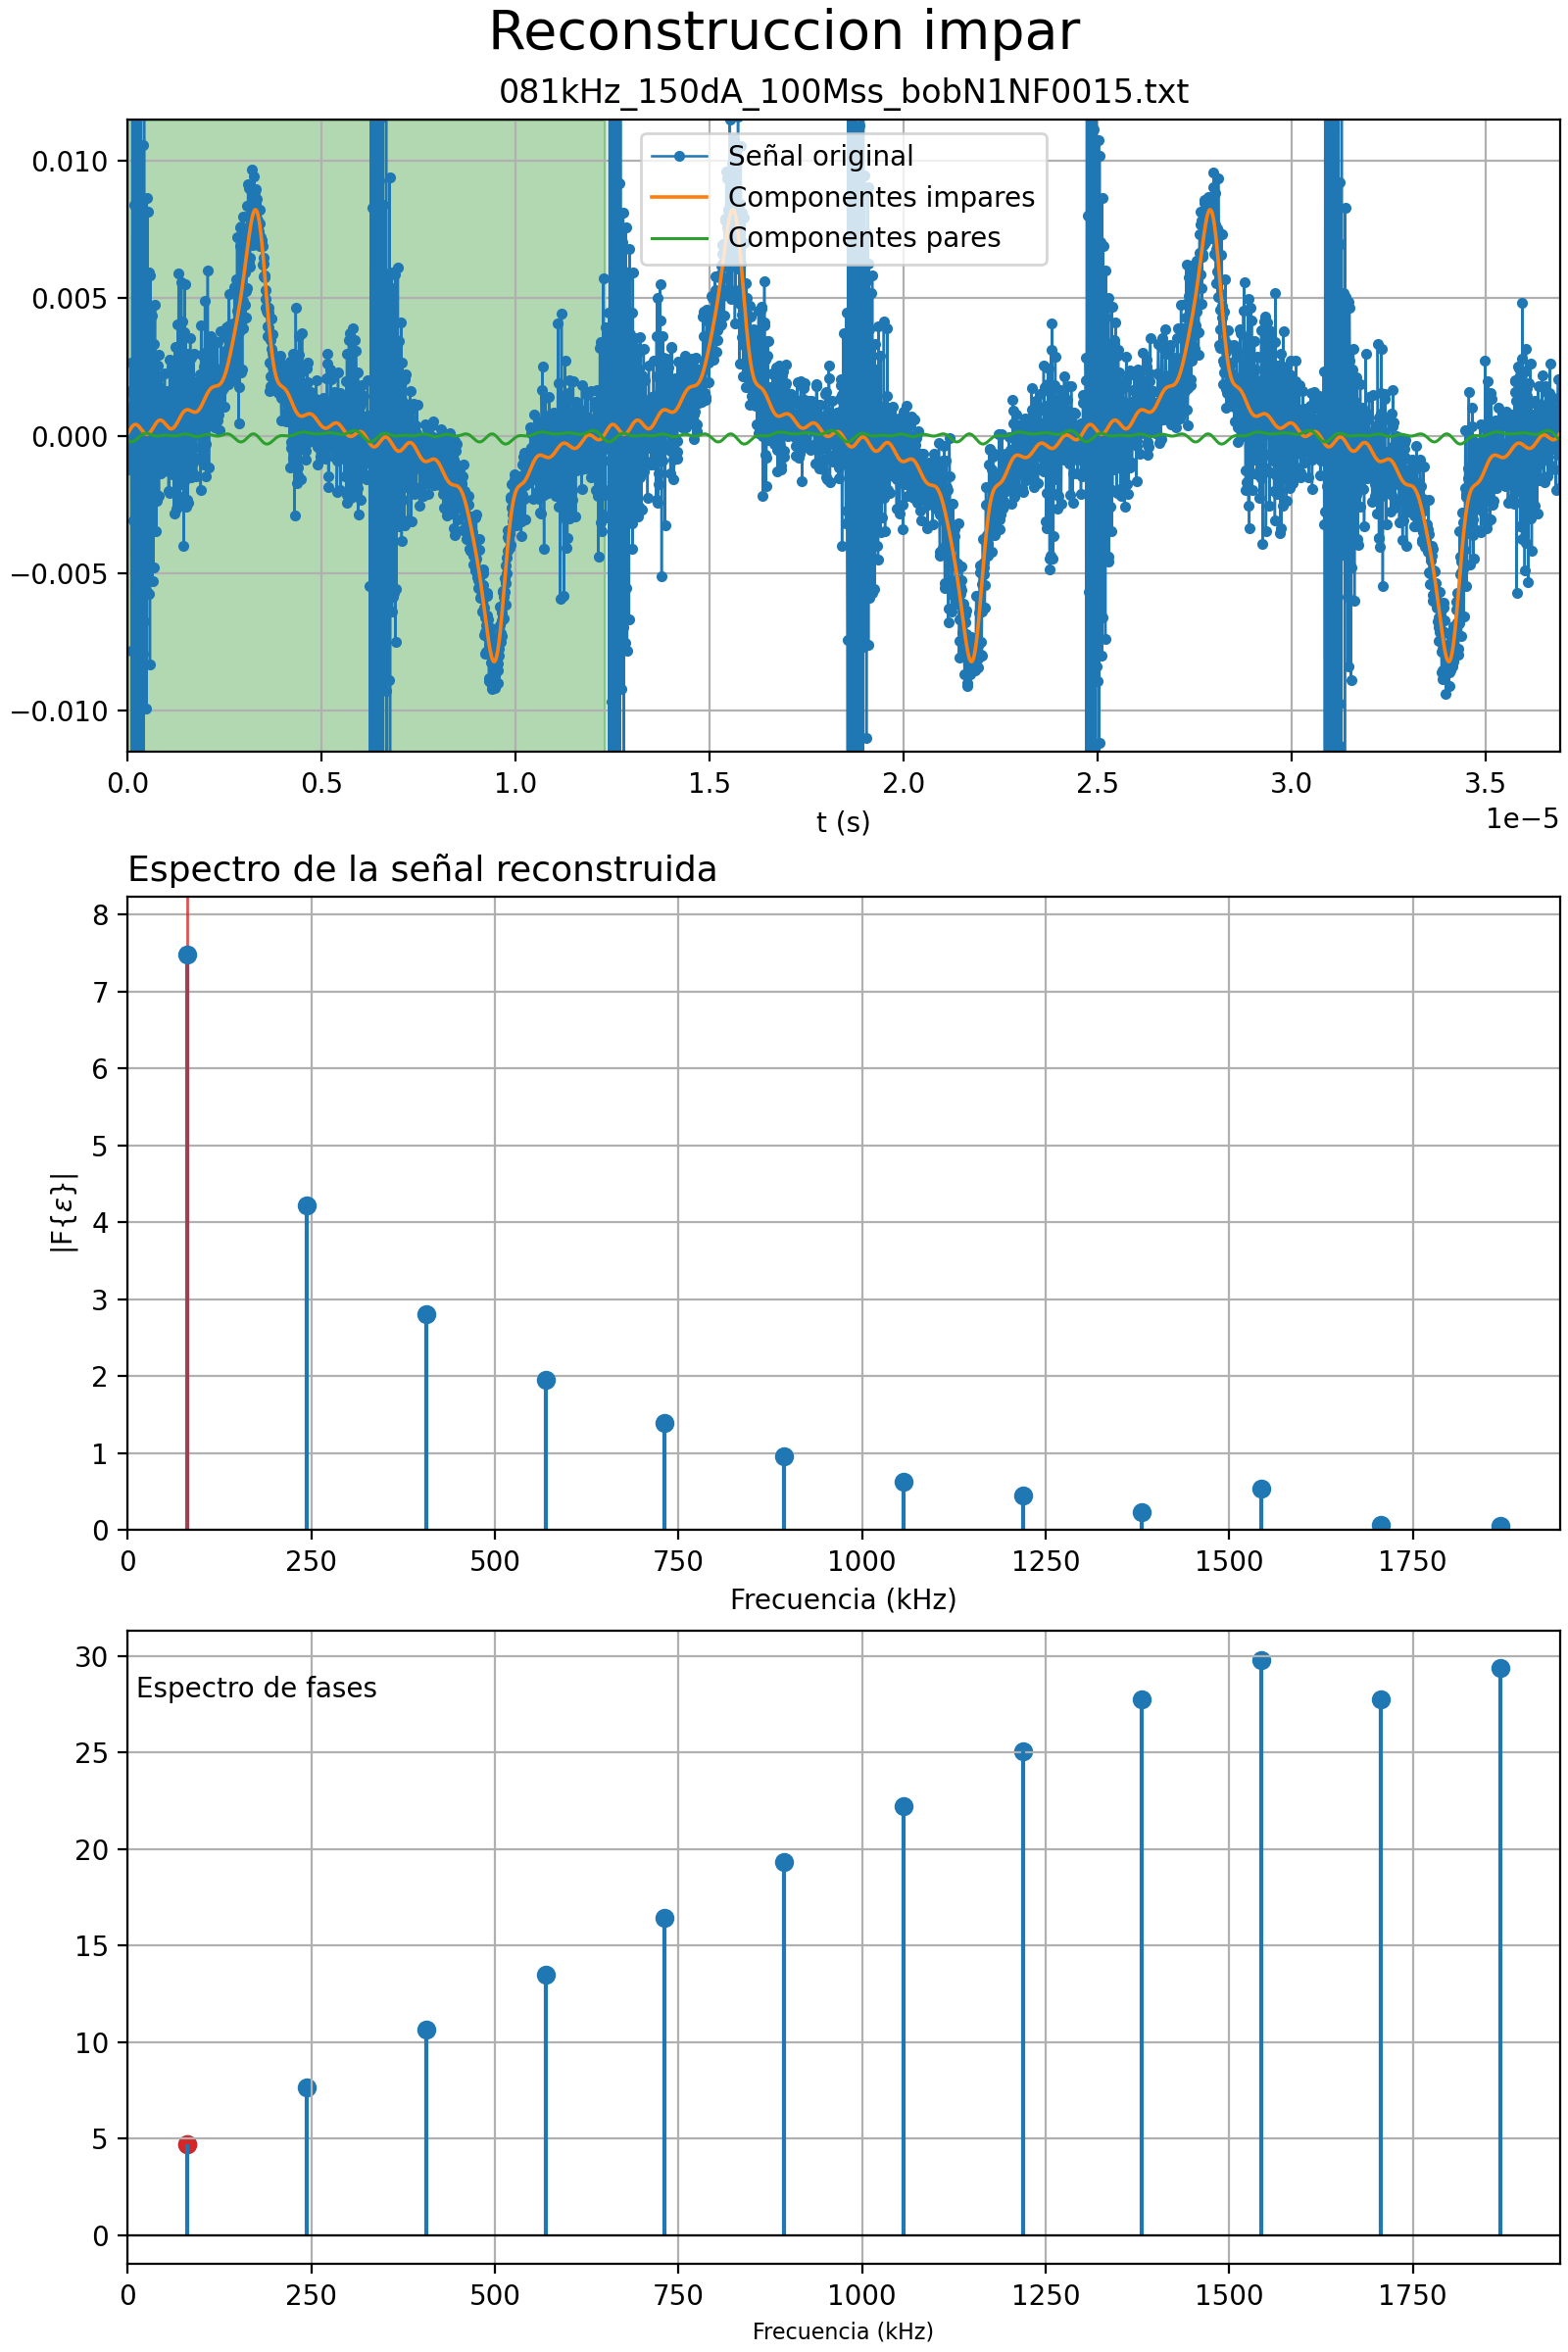 Reconstruccion impar
081kHz_150dA_100Mss_bobN1NF0015.txt
0.010
0.005
0.000
−0.005
−0.010
Señal original
Componentes impares
Componentes pares
0.0 0.5 1.0 1.5 2.0 2.5 3.0 3.5
1e−5
t (s)
Espectro de la señal reconstruida
8
7
6
5
4
3
2
1
0
|F{ε}|
0 250 500 750 1000 1250 1500 1750
Frecuencia (kHz)
30
25
20
15
10
5
0
Espectro de fases
0 250 500 750 1000 1250 1500 1750
Frecuencia (kHz)